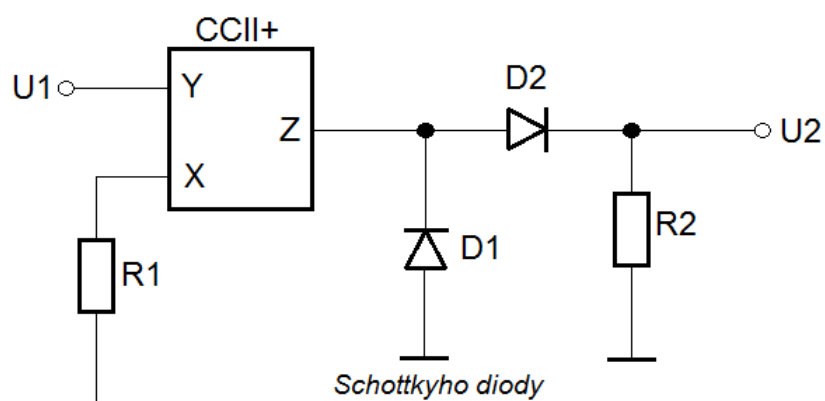 CCII+
U1
Y
D2
Z
U2
X
R2
D1
R1
Schottkyho diody